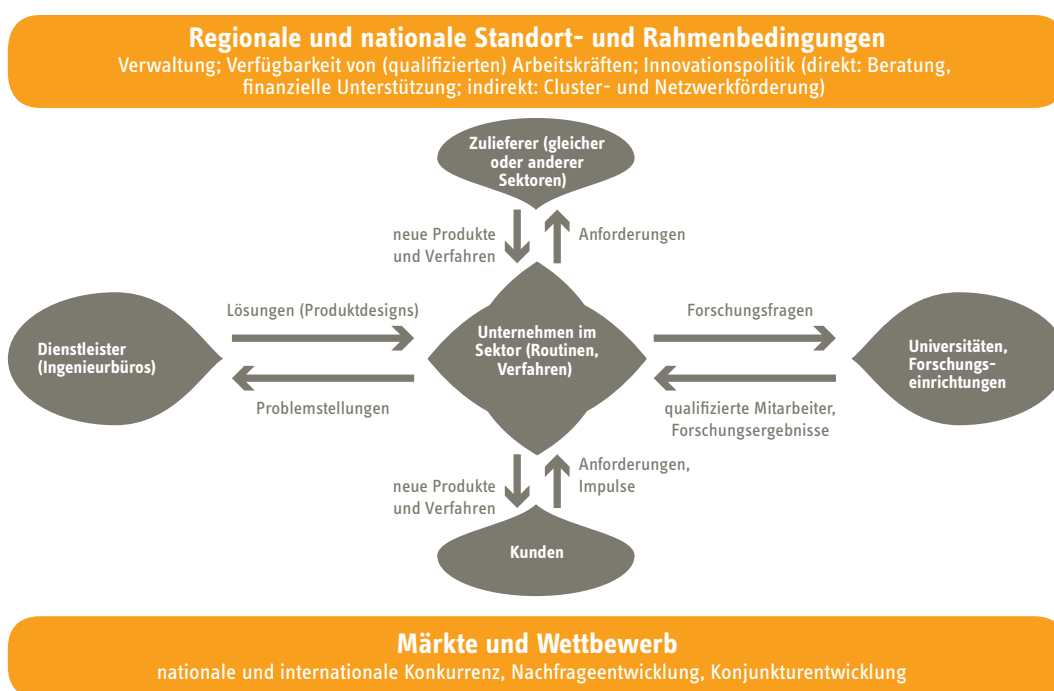 Regionale und nationale Standort- und Rahmenbedingungen
Verwaltung; Verfügbarkeit von (qualifizierten) Arbeitskräften; Innovationspolitik (direkt: Beratung,
finanzielle Unterstützung; indirekt: Cluster- und Netzwerkförderung)
Zulieferer (gleicher
oder anderer
Sektoren)
neue Produkte
und Verfahren
Anforderungen
Lösungen (Produktdesigns)
Forschungsfragen
Dienstleister
(Ingenieurbüros)
Unternehmen im
Sektor (Routinen,
Verfahren)
Universitäten,
Forschungs-
einrichtungen
Problemstellungen
qualifizierte Mitarbeiter,
Forschungsergebnisse
neue Produkte
und Verfahren
Anforderungen,
Impulse
Kunden
Märkte und Wettbewerb
nationale und internationale Konkurrenz, Nachfrageentwicklung, Konjunkturentwicklung